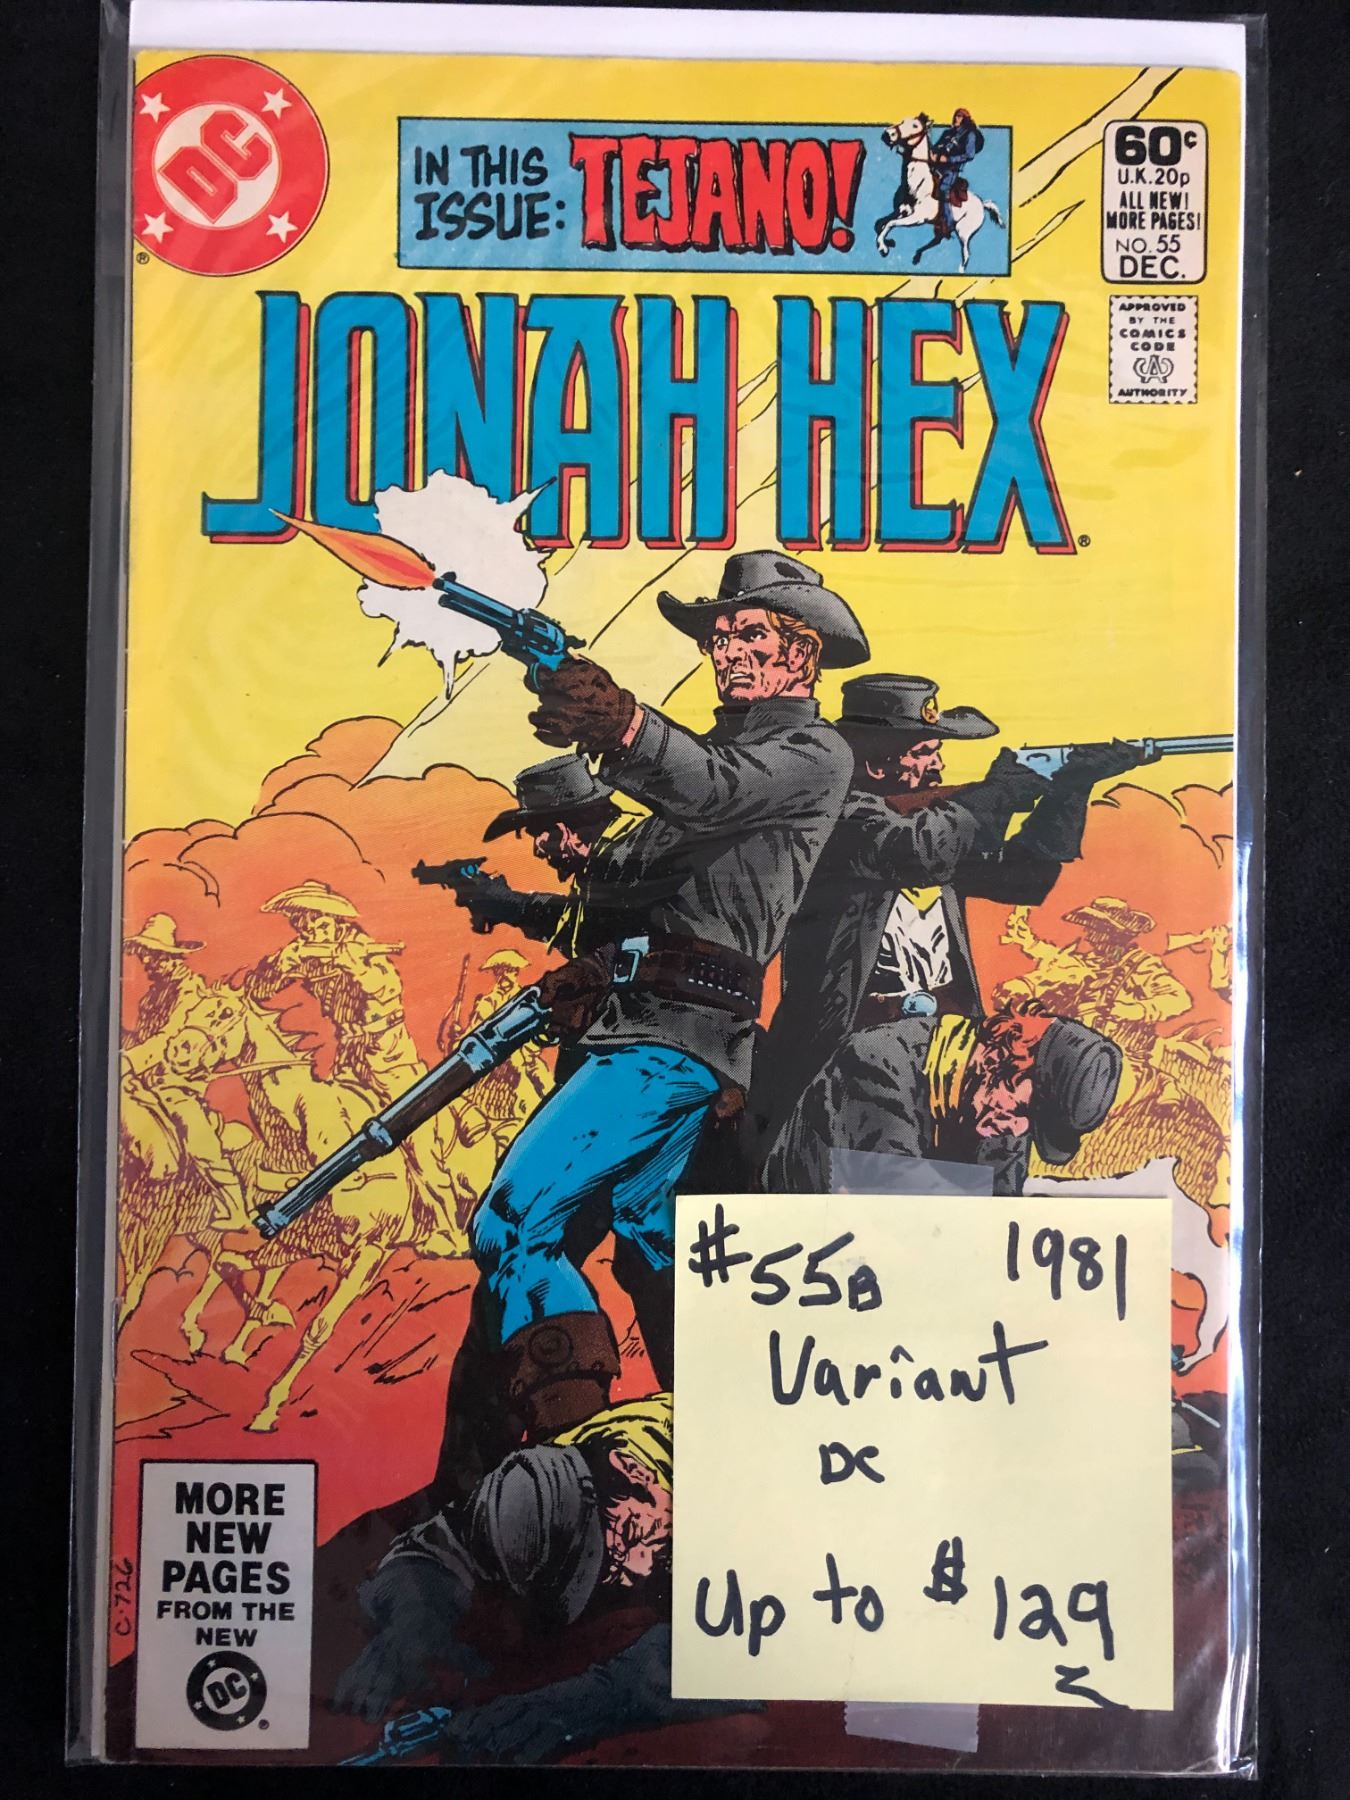 DC
®
IN THIS
ISSUE:
TEJANO!
60¢
U.K. 20p
ALL NEW!
MORE PAGES!
NO. 55
DEC.
APPROVED
BY THE
COMICS
CODE
AUTHORITY
JONAH HEX
®
#55B 1981
Variant
DC
Up to $129
MORE
NEW
PAGES
FROM THE
NEW
DC
®
C-726